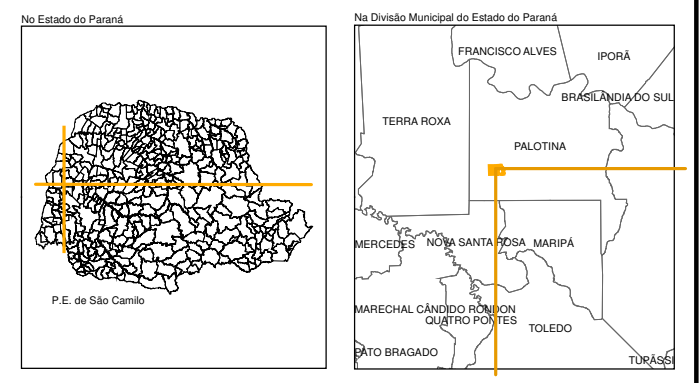 No Estado do Paraná
P.E. de São Camilo
Na Divisão Municipal do Estado do Paraná
FRANCISCO ALVES
IPORÃ
BRASILÂNDIA DO SUL
TERRA ROXA
PALOTINA
MERCEDES
NOVA SANTA ROSA
MARIPÁ
MARECHAL CÂNDIDO RONDON
QUATRO PONTES
TOLEDO
PATO BRAGADO
TUPÃSSI